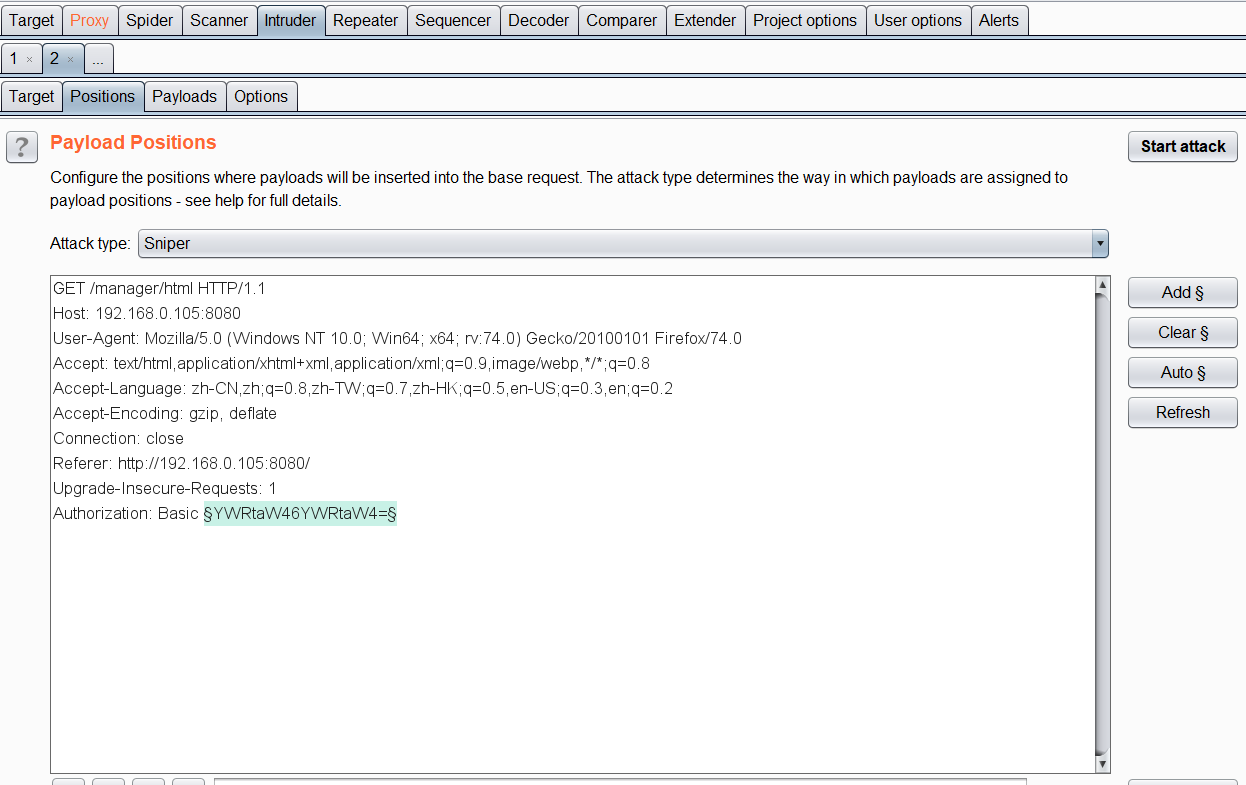 Target Proxy Spider Scanner Intruder Repeater Sequencer Decoder Comparer Extender Project options User options Alerts
1 × 2 × ...
Target Positions Payloads Options
? Payload Positions
Start attack
Configure the positions where payloads will be inserted into the base request. The attack type determines the way in which payloads are assigned to
payload positions - see help for full details.
Attack type: Sniper
GET /manager/html HTTP/1.1
Host: 192.168.0.105:8080
User-Agent: Mozilla/5.0 (Windows NT 10.0; Win64; x64; rv:74.0) Gecko/20100101 Firefox/74.0
Accept: text/html,application/xhtml+xml,application/xml;q=0.9,image/webp,*/*;q=0.8
Accept-Language: zh-CN,zh;q=0.8,zh-TW;q=0.7,zh-HK;q=0.5,en-US;q=0.3,en;q=0.2
Accept-Encoding: gzip, deflate
Connection: close
Referer: http://192.168.0.105:8080/
Upgrade-Insecure-Requests: 1
Authorization: Basic §YWRtaW46YWRtaW4=§
Add §
Clear §
Auto §
Refresh